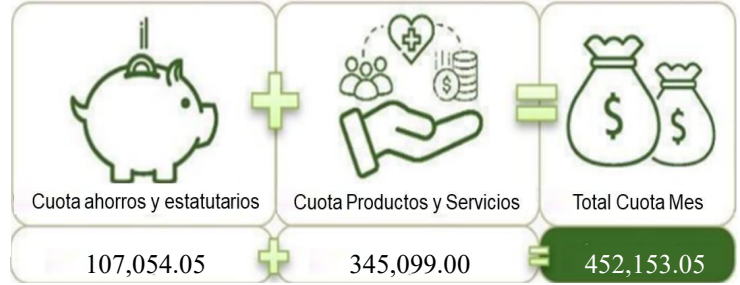 $
$
$
Cuota ahorros y estatutarios + Cuota Productos y Servicios = Total Cuota Mes
107,054.05 + 345,099.00 = 452,153.05